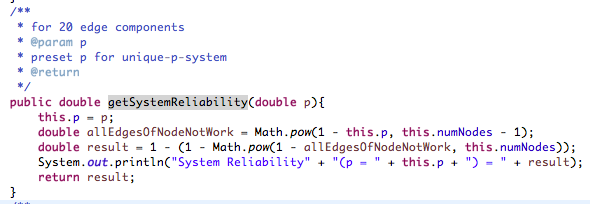 /**
 * for 20 edge components
 * @param p
 * preset p for unique-p-system
 * @return
 */
public double getSystemReliability(double p){
    this.p = p;
    double allEdgesOfNodeNotWork = Math.pow(1 - this.p, this.numNodes - 1);
    double result = 1 - (1 - Math.pow(1 - allEdgesOfNodeNotWork, this.numNodes));
    System.out.println("System Reliability" + "(p = " + this.p + ") = " + result);
    return result;
}